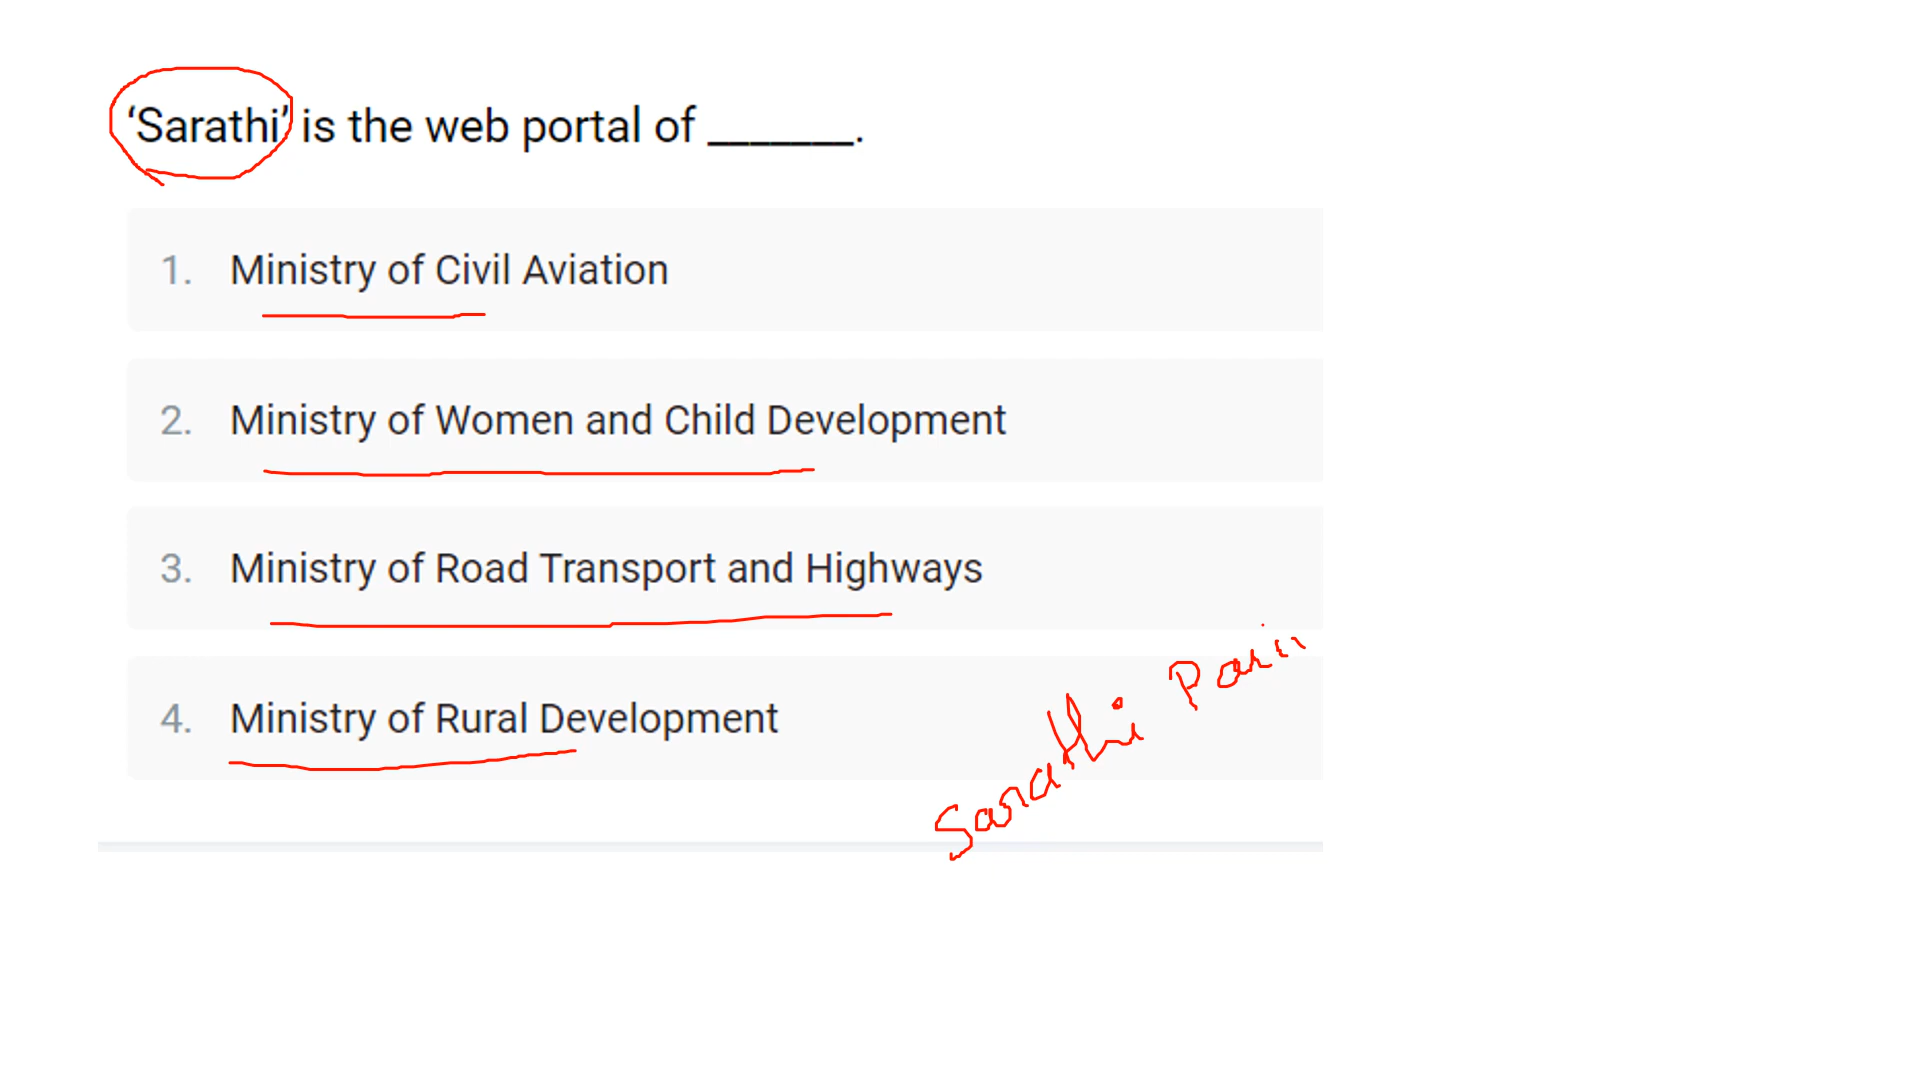 ‘Sarathi’ is the web portal of _______.
1. Ministry of Civil Aviation
2. Ministry of Women and Child Development
3. Ministry of Road Transport and Highways
4. Ministry of Rural Development
Sarathi